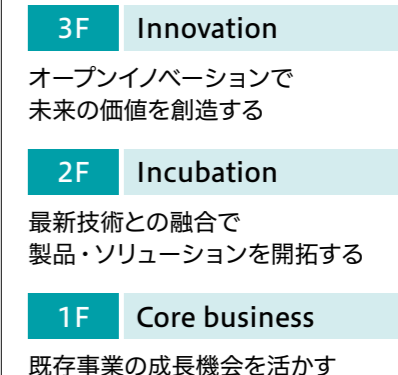 3F Innovation
オープンイノベーションで
未来の価値を創造する
2F Incubation
最新技術との融合で
製品・ソリューションを開拓する
1F Core business
既存事業の成長機会を活かす